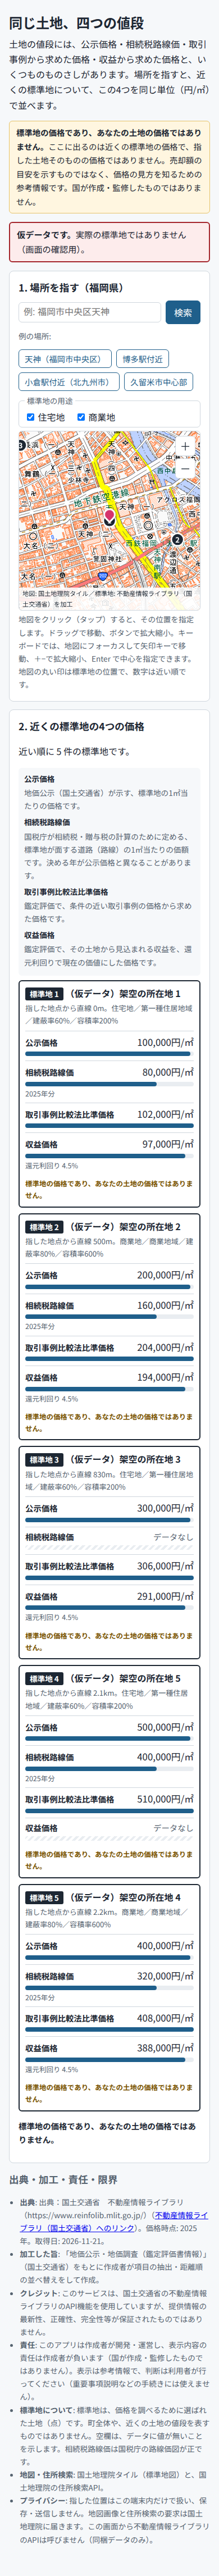 同じ土地、四つの値段
土地の値段には、公示価格・相続税路線価・取引
事例から求めた価格・収益から求めた価格と、い
くつものものさしがあります。場所を指すと、近
くの標準地について、この4つを同じ単位（円/㎡）
で並べます。
標準地の価格であり、あなたの土地の価格ではあり
ません。ここに出るのは近くの標準地の価格で、指
した土地そのものの価格ではありません。売却額の
目安を示すものではなく、価格の見方を知るための
参考情報です。国が作成・監修したものではありま
せん。
仮データです。実際の標準地ではありません
（画面の確認用）。
1. 場所を指す（福岡県）
例: 福岡市中央区天神
検索
例の場所:
天神（福岡市中央区）
博多駅付近
小倉駅付近（北九州市）
久留米市中心部
標準地の用途
住宅地
商業地
地図: 国土地理院タイル／標準地: 不動産情報ライブラリ（国
土交通省）を加工
地図をクリック（タップ）すると、その位置を指定
します。ドラッグで移動、ボタンで拡大縮小。キー
ボードでは、地図にフォーカスして矢印キーで移
動、＋−で拡大縮小、Enter で中心を指定できます。
地図の丸い印は標準地の位置で、数字は近い順で
す。
2. 近くの標準地の4つの価格
近い順に 5 件の標準地です。
公示価格
地価公示（国土交通省）が示す、標準地の1㎡当
たりの価格です。
相続税路線価
国税庁が相続税・贈与税の計算のために定める、
標準地が面する道路（路線）の1㎡当たりの価額
です。決める年が公示価格と異なることがありま
す。
取引事例比較法比準価格
鑑定評価で、条件の近い取引事例の価格から求め
た価格です。
収益価格
鑑定評価で、その土地から見込まれる収益を、還
元利回りで現在の価値にした価格です。
標準地 1 （仮データ）架空の所在地 1
指した地点から直線 0m。住宅地／第一種住居地域
／建蔽率60%／容積率200%
公示価格 100,000円/㎡
相続税路線価 80,000円/㎡
2025年分
取引事例比較法比準価格 102,000円/㎡
収益価格 97,000円/㎡
還元利回り 4.5%
標準地の価格であり、あなたの土地の価格ではありま
せん。
標準地 2 （仮データ）架空の所在地 2
指した地点から直線 500m。商業地／商業地域／建
蔽率80%／容積率600%
公示価格 200,000円/㎡
相続税路線価 160,000円/㎡
2025年分
取引事例比較法比準価格 204,000円/㎡
収益価格 194,000円/㎡
還元利回り 4.5%
標準地の価格であり、あなたの土地の価格ではありま
せん。
標準地 3 （仮データ）架空の所在地 3
指した地点から直線 830m。住宅地／第一種住居地
域／建蔽率60%／容積率200%
公示価格 300,000円/㎡
相続税路線価 データなし
取引事例比較法比準価格 306,000円/㎡
収益価格 291,000円/㎡
還元利回り 4.5%
標準地の価格であり、あなたの土地の価格ではありま
せん。
標準地 4 （仮データ）架空の所在地 5
指した地点から直線 2.1km。住宅地／第一種住居
地域／建蔽率60%／容積率200%
公示価格 500,000円/㎡
相続税路線価 400,000円/㎡
2025年分
取引事例比較法比準価格 510,000円/㎡
収益価格 データなし
標準地の価格であり、あなたの土地の価格ではありま
せん。
標準地 5 （仮データ）架空の所在地 4
指した地点から直線 2.2km。商業地／商業地域／
建蔽率80%／容積率600%
公示価格 400,000円/㎡
相続税路線価 320,000円/㎡
2025年分
取引事例比較法比準価格 408,000円/㎡
収益価格 388,000円/㎡
還元利回り 4.5%
標準地の価格であり、あなたの土地の価格ではありま
せん。
標準地の価格であり、あなたの土地の価格ではあ
りません。
出典・加工・責任・限界
出典: 出典：国土交通省　不動産情報ライブラリ
（https://www.reinfolib.mlit.go.jp/）（不動産情報ライ
ブラリ（国土交通省）へのリンク）。価格時点: 2025
年。取得日: 2026-11-21。
加工した旨: 「地価公示・地価調査（鑑定評価書情報）」
（国土交通省）をもとに作成者が項目の抽出・距離順
の並べ替えをして作成。
クレジット: このサービスは、国土交通省の不動産情報
ライブラリのAPI機能を使用していますが、提供情報の
最新性、正確性、完全性等が保証されたものではあり
ません。
責任: このアプリは作成者が開発・運営し、表示内容の
責任は作成者が負います（国が作成・監修したもので
はありません）。表示は参考情報で、判断は利用者が行
ってください（重要事項説明などの手続きには使えませ
ん）。
標準地について: 標準地は、価格を調べるために選ばれ
た土地（点）です。町全体や、近くの土地の値段を表す
ものではありません。空欄は、データに値が無いこと
を示します。相続税路線価は国税庁の路線価図が正で
す。
地図・住所検索: 国土地理院タイル（標準地図）と、国
土地理院の住所検索API。
プライバシー: 指した位置はこの端末内だけで扱い、保
存・送信しません。地図画像と住所検索の要求は国土
地理院に届きます。この画面から不動産情報ライブラリ
のAPIは呼びません（同梱データのみ）。